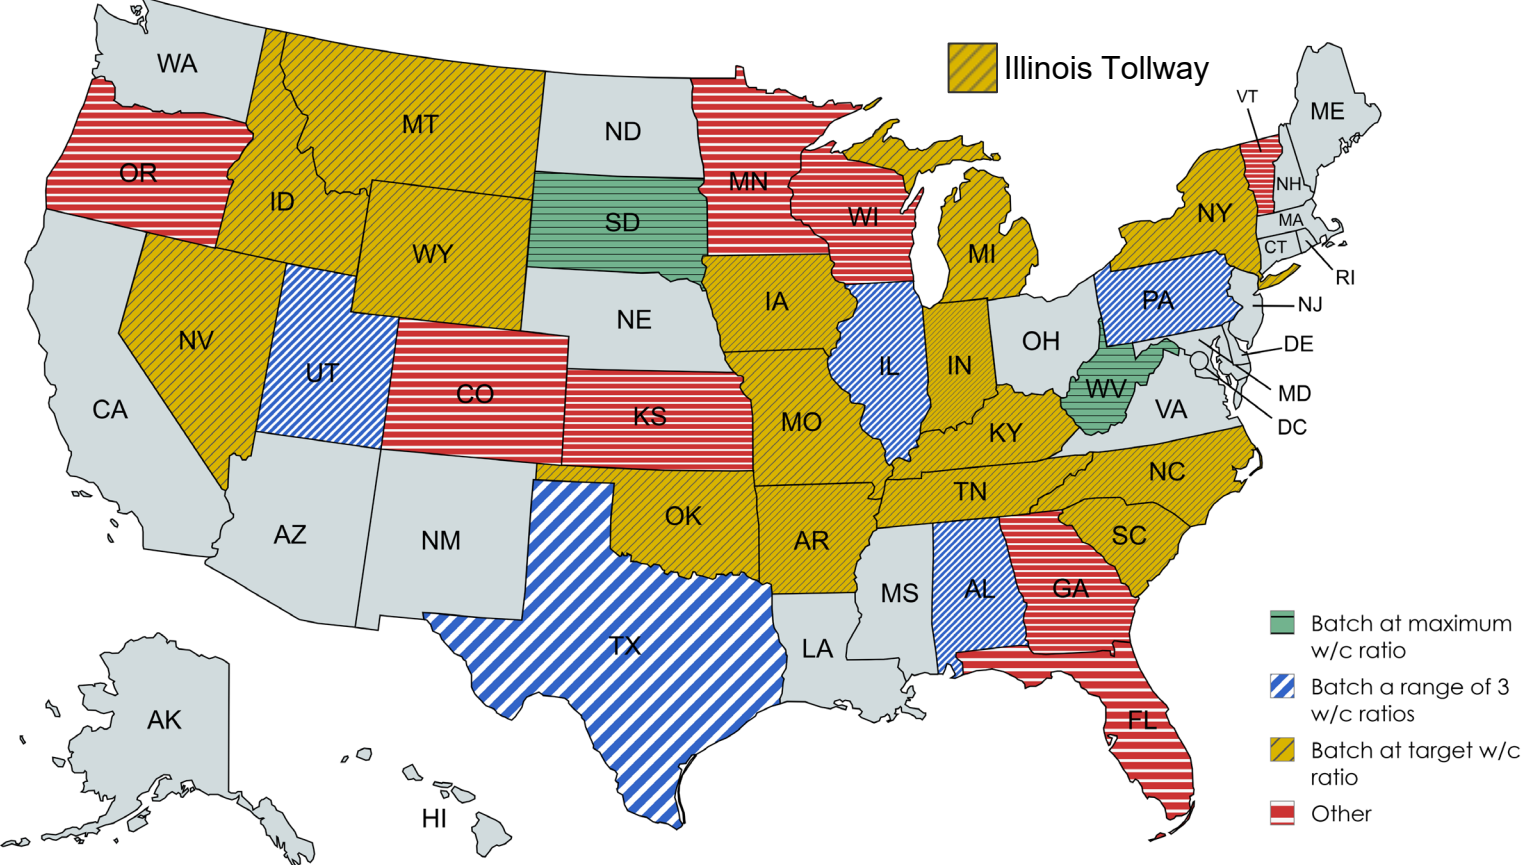 WA
Illinois Tollway
VT
ME
MT
ND
OR
MN
NH
ID
SD
WI
NY
MA
WY
MI
CT
RI
IA
PA
NJ
NE
NV
OH
DE
UT
IL
IN
CO
MD
CA
KS
WV
VA
MO
KY
DC
NC
TN
OK
AZ
NM
AR
SC
MS
AL
GA
TX
LA
Batch at maximum
w/c ratio
Batch a range of 3
w/c ratios
AK
FL
Batch at target w/c
ratio
HI
Other